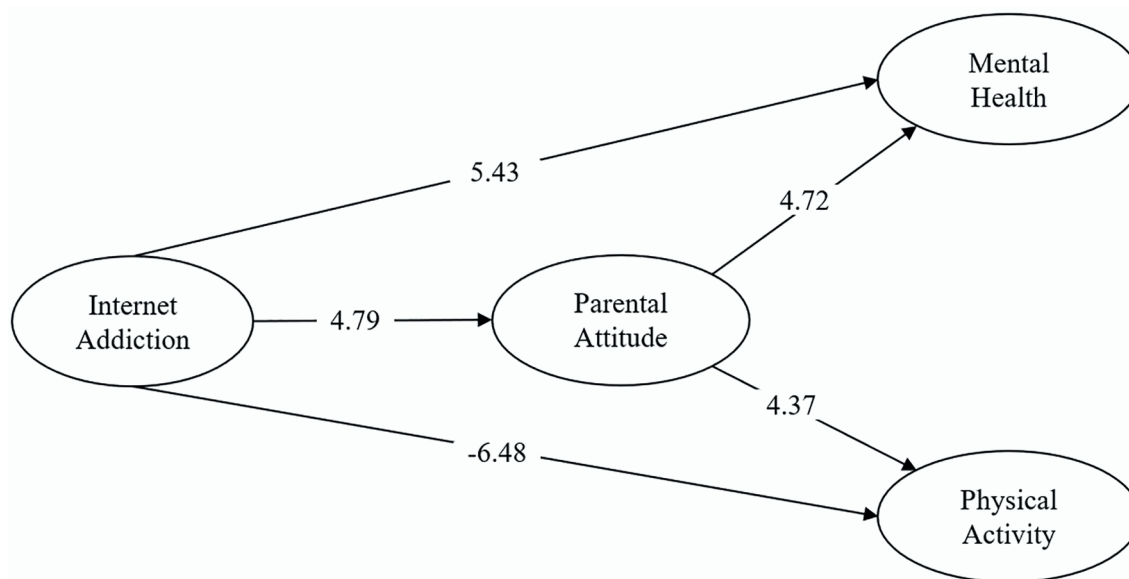 Mental
Health
5.43
4.72
Internet
Addiction
4.79
Parental
Attitude
4.37
-6.48
Physical
Activity